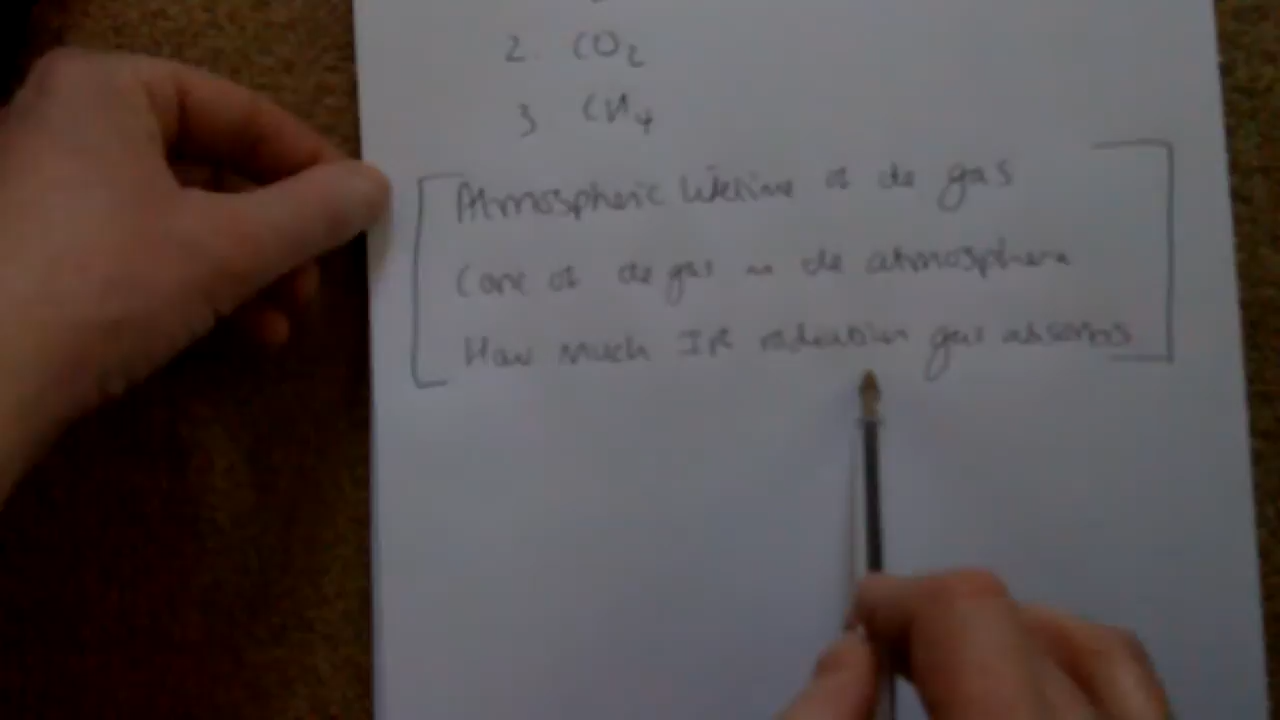 2. CO2
3. CH4
Atmospheric lifetime of the gas
Conc of the gas in the atmosphere
How much IR radiation gas absorbs